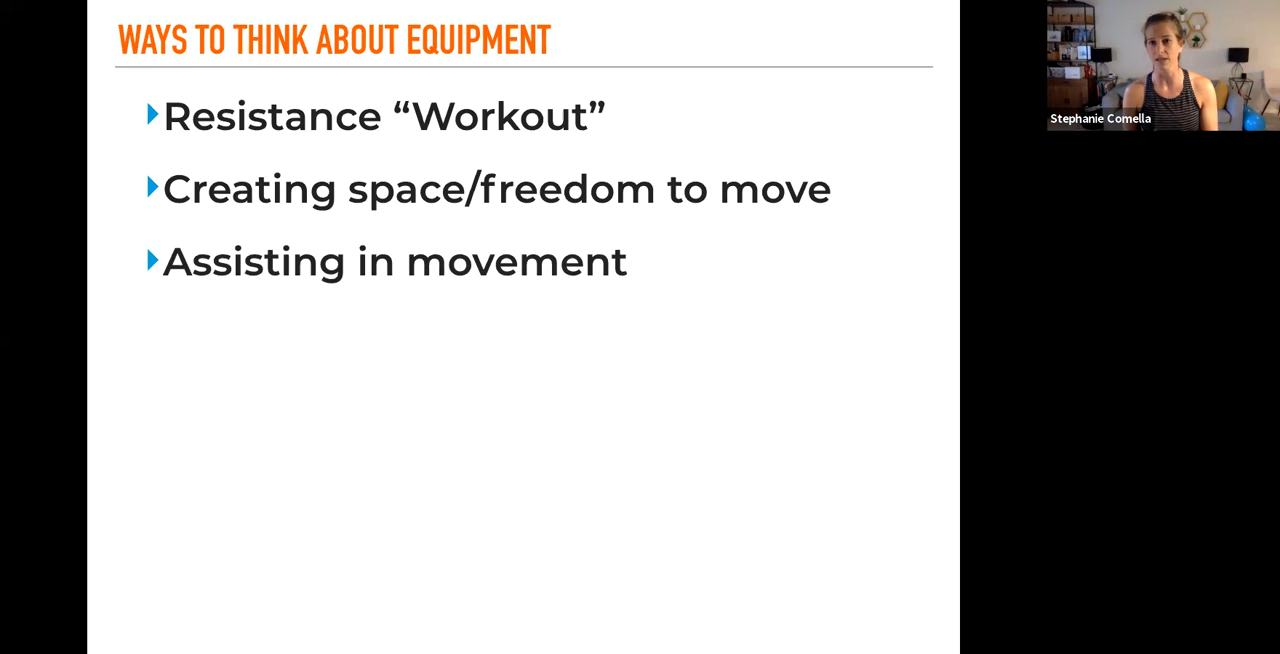 WAYS TO THINK ABOUT EQUIPMENT
Resistance “Workout”
Creating space/freedom to move
Assisting in movement
Stephanie Comella